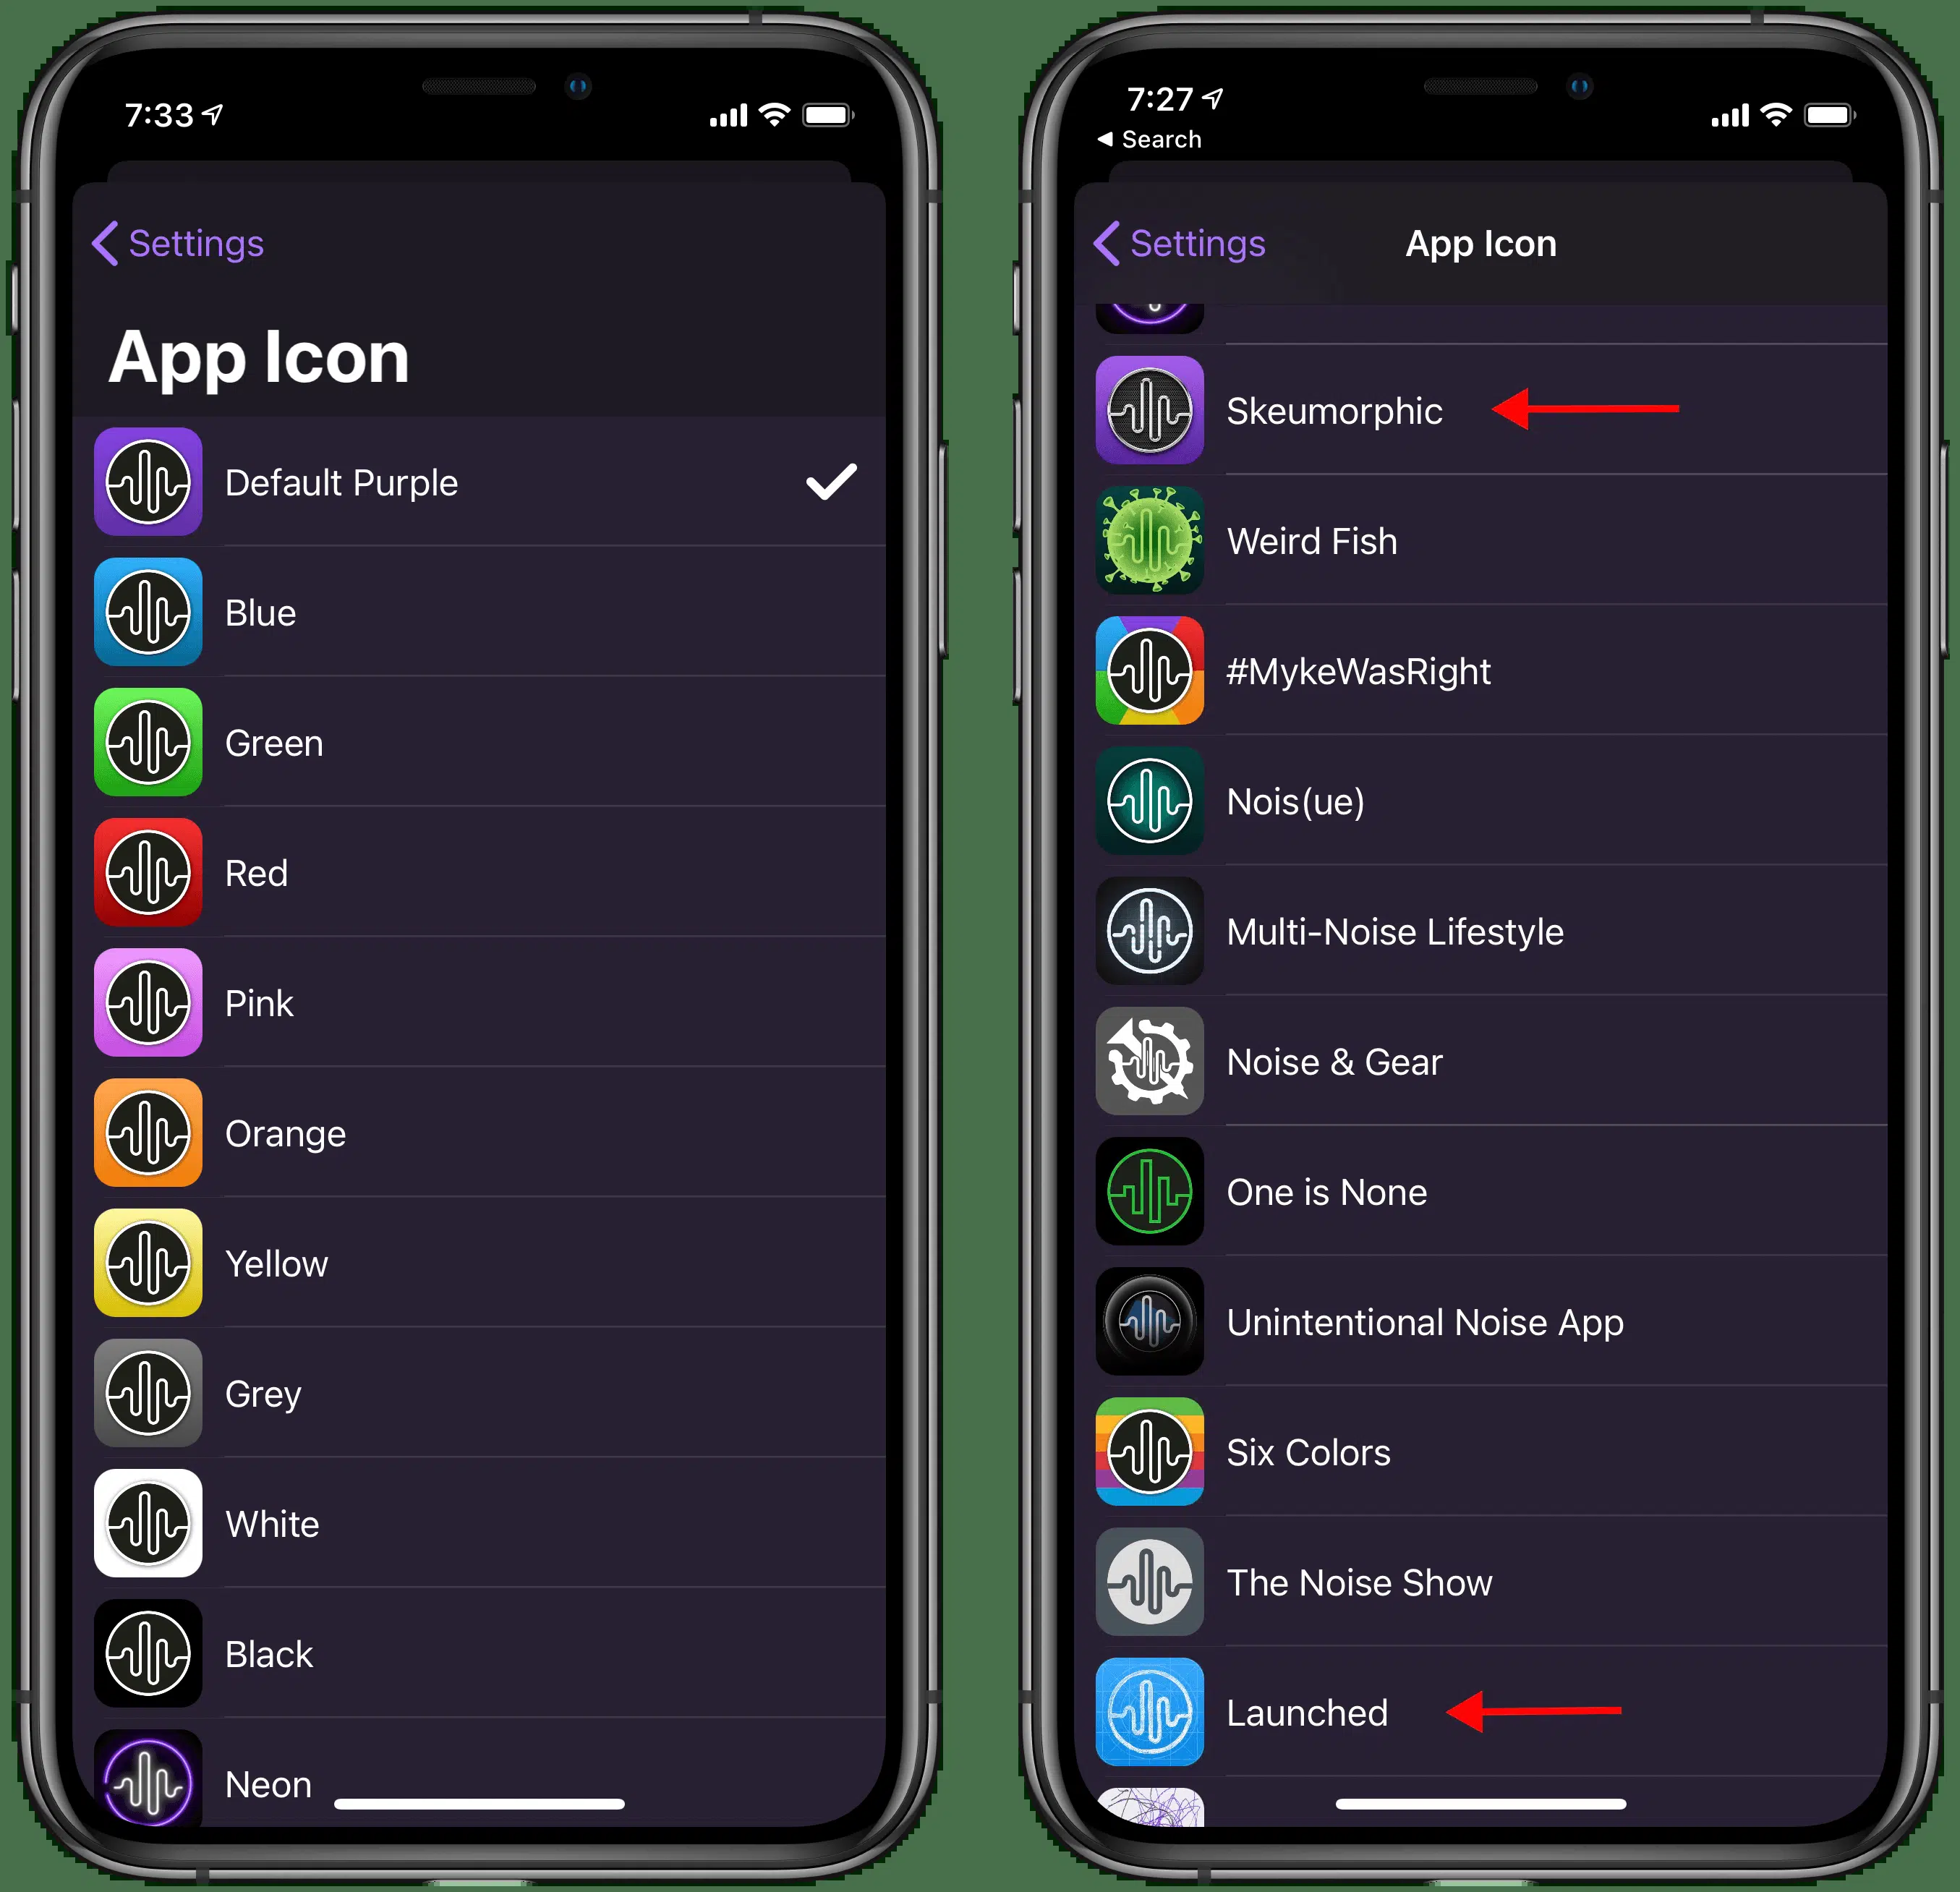 7:33
Settings
App Icon
Default Purple
Blue
Green
Red
Pink
Orange
Yellow
Grey
White
Black
Neon
7:27
Search
Settings
App Icon
Skeumorphic
Weird Fish
#MykeWasRight
Nois(ue)
Multi-Noise Lifestyle
Noise & Gear
One is None
Unintentional Noise App
Six Colors
The Noise Show
Launched